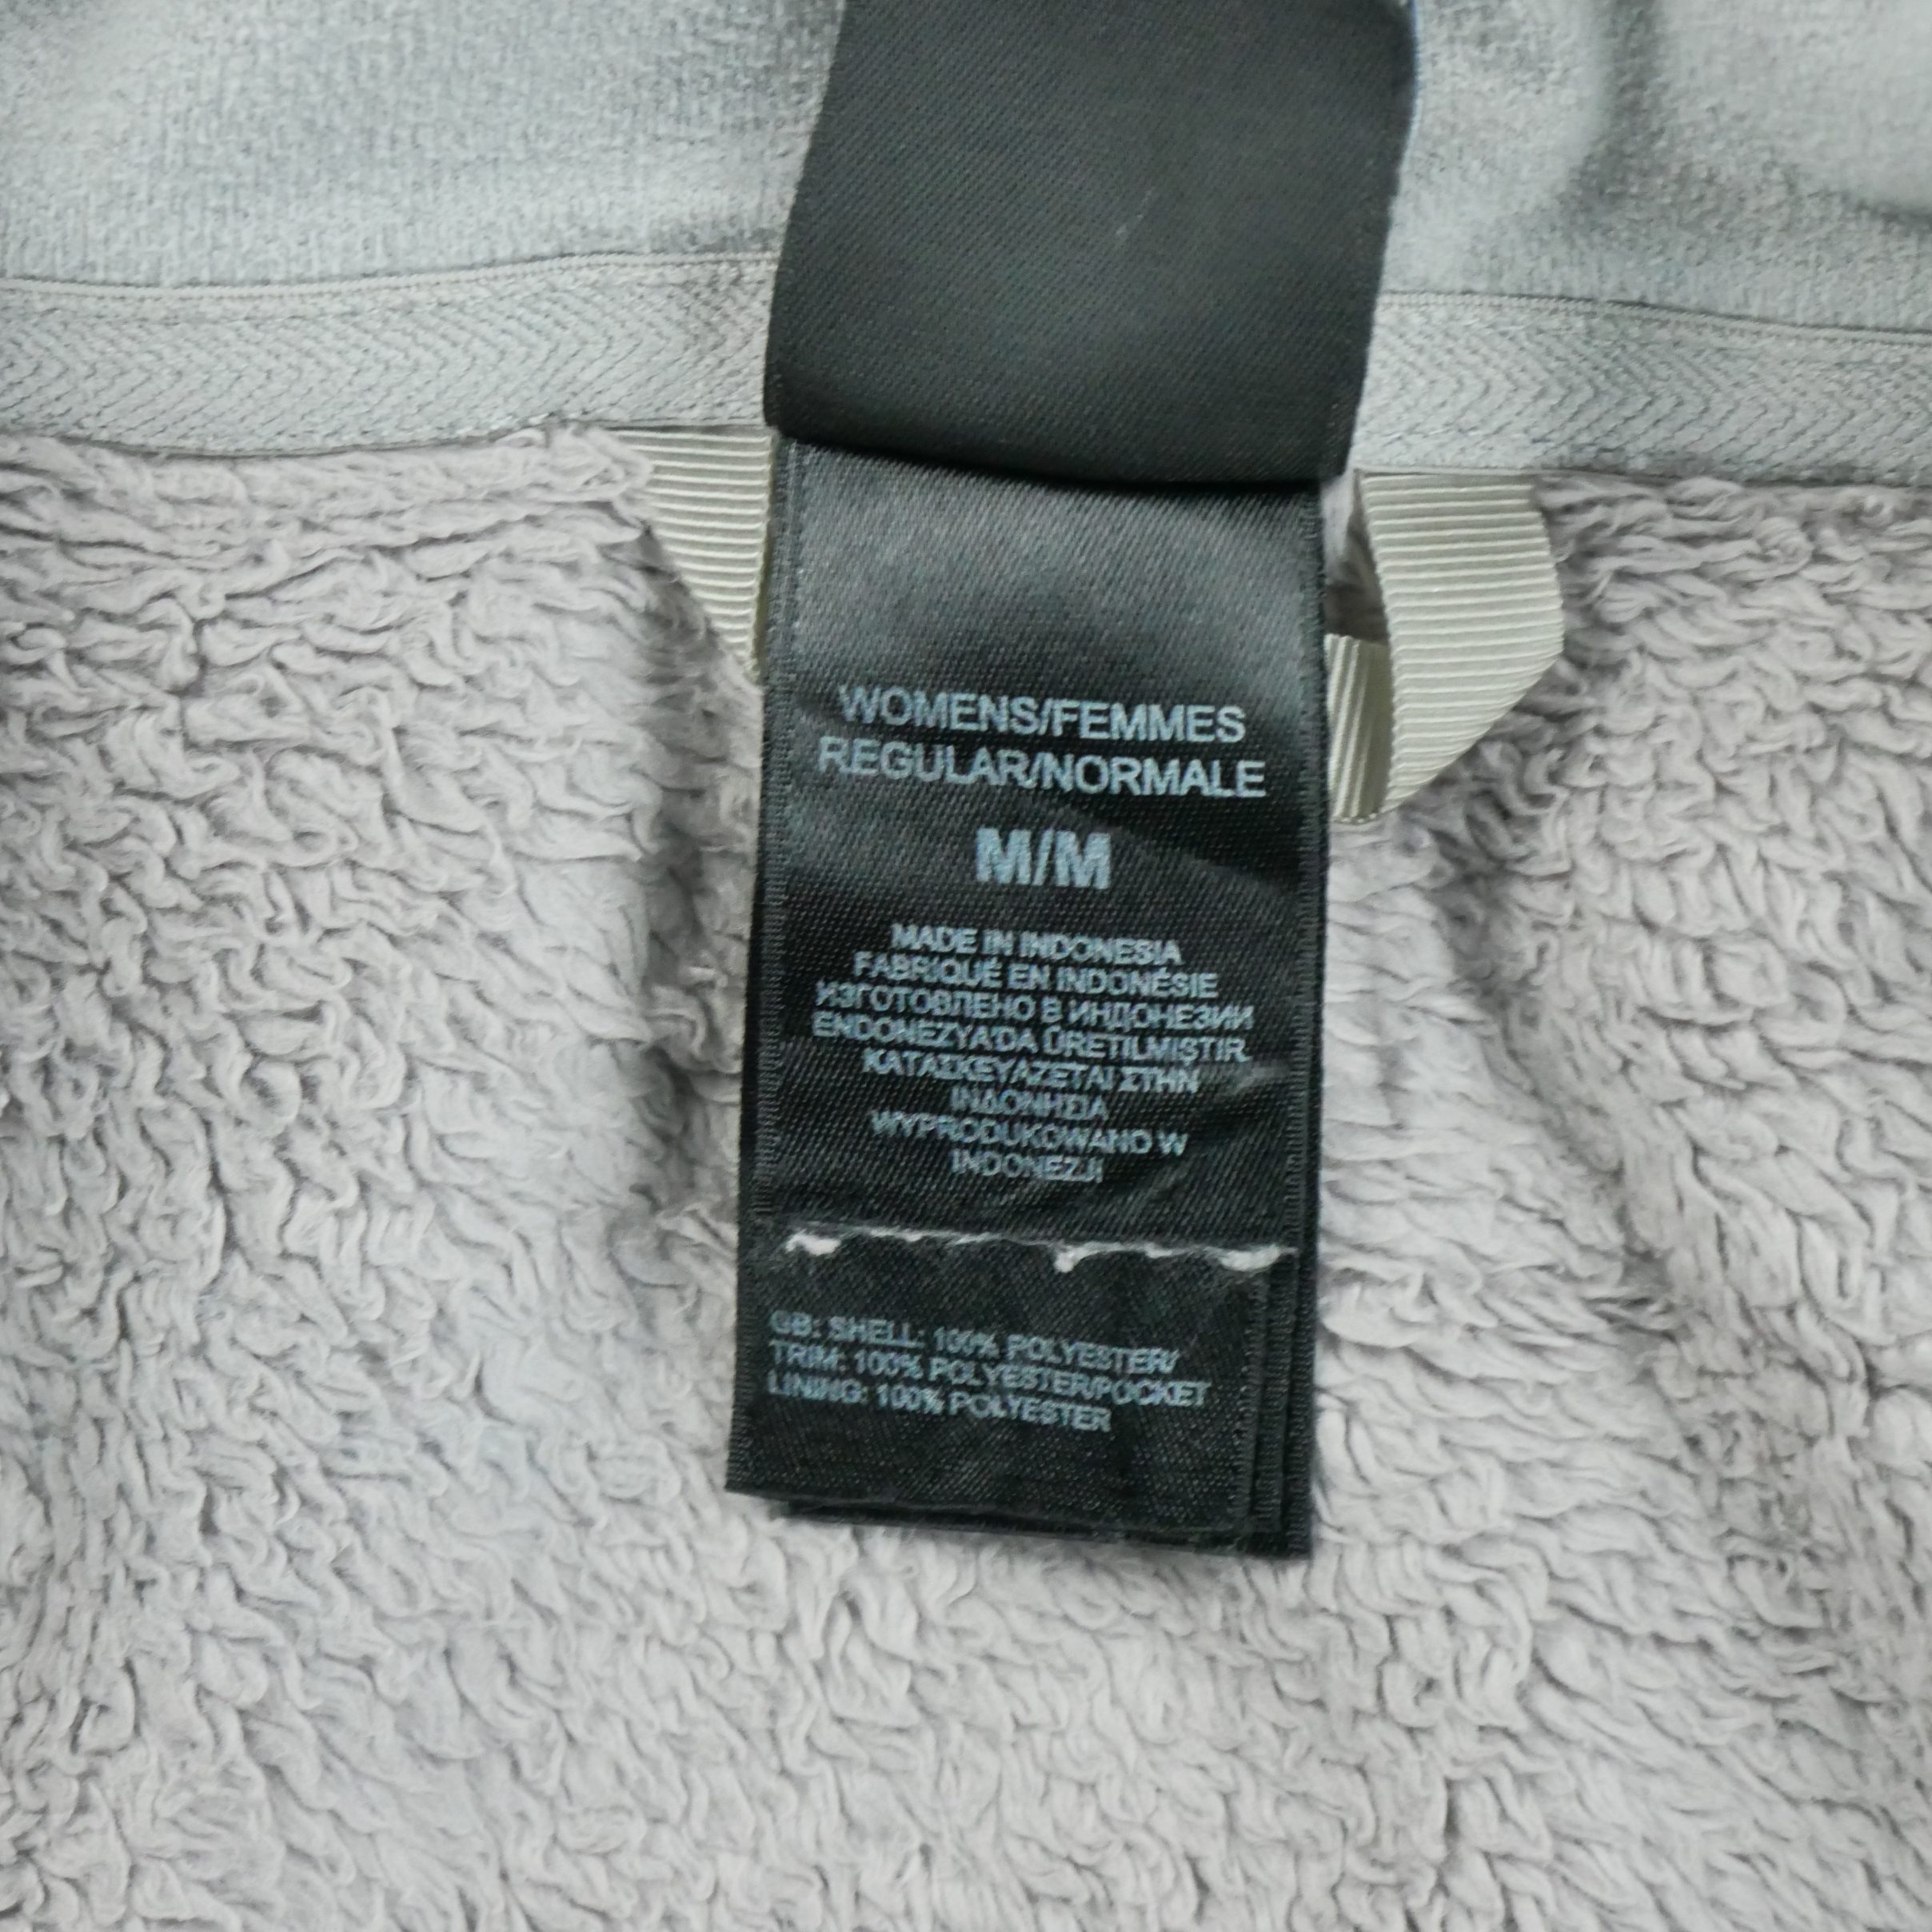 WOMENS/FEMMES
REGULAR/NORMALE
M/M
MADE IN INDONESIA
FABRIQUÉ EN INDONÉSIE
ИЗГОТОВЛЕНО В ИНДОНЕЗИИ
ENDONEZYA'DA ÜRETILMIŞTIR.
ΚΑΤΑΣΚΕΥΑΖΕΤΑΙ ΣΤΗΝ
ΙΝΔΟΝΗΣΙΑ
WYPRODUKOWANO W
INDONEZJI
GB: SHELL: 100% POLYESTER/
TRIM: 100% POLYESTER/POCKET
LINING: 100% POLYESTER